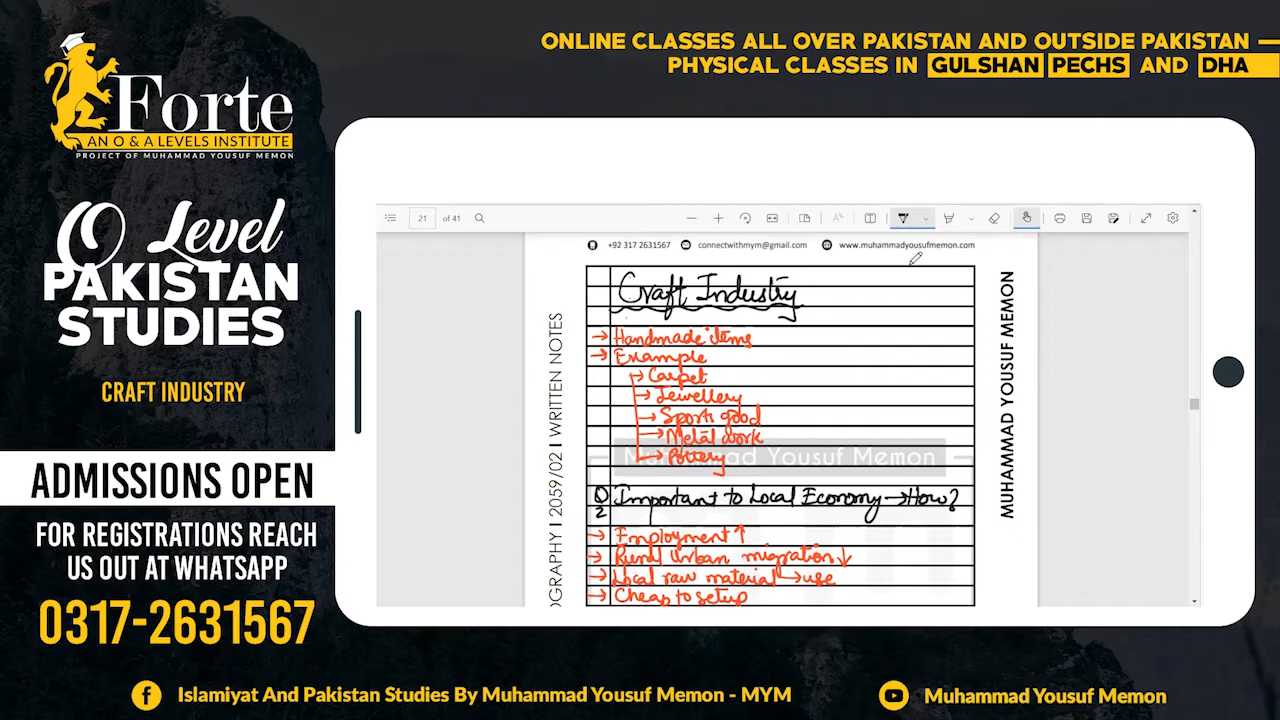 Forte
AN O & A LEVELS INSTITUTE
PROJECT OF MUHAMMAD YOUSUF MEMON
ONLINE CLASSES ALL OVER PAKISTAN AND OUTSIDE PAKISTAN
PHYSICAL CLASSES IN GULSHAN PECHS AND DHA
O Level
PAKISTAN
STUDIES
CRAFT INDUSTRY
ADMISSIONS OPEN
FOR REGISTRATIONS REACH
US OUT AT WHATSAPP
0317-2631567
21 of 41
+92 317 2631567 connectwithmym@gmail.com www.muhammadyousufmemon.com
OGRAPHY I 2059/02 I WRITTEN NOTES
Craft Industry
→ Handmade items
→ Example
→ Carpet
→ Jewellery
→ Sports good
→ Metal work
→ Pottery
Muhammad Yousuf Memon
Q2 Important to Local Economy → How?
→ Employment ↑
→ Rural Urban migration ↓
→ Local raw material → use
→ Cheap to setup
MUHAMMAD YOUSUF MEMON
Islamiyat And Pakistan Studies By Muhammad Yousuf Memon - MYM
Muhammad Yousuf Memon